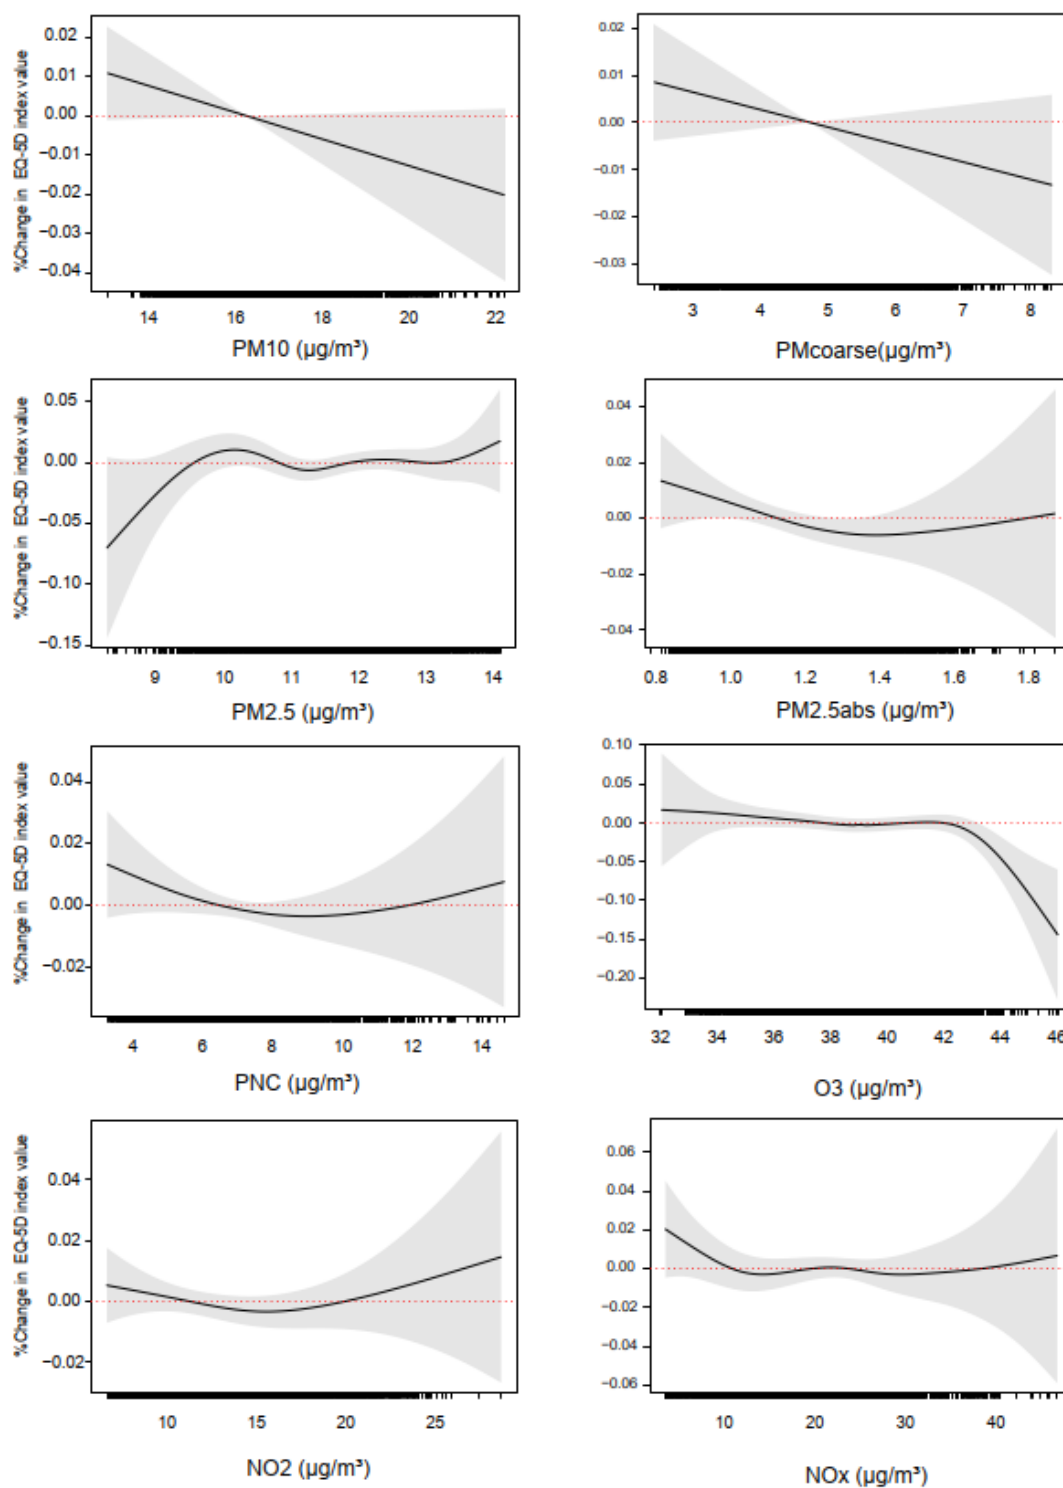 %Change in EQ-5D index value
0.02
0.01
0.00
−0.01
−0.02
−0.03
−0.04
14 16 18 20 22
PM10 (µg/m³)
0.02
0.01
0.00
−0.01
−0.02
−0.03
3 4 5 6 7 8
PMcoarse(µg/m³)
%Change in EQ-5D index value
0.05
0.00
−0.05
−0.10
−0.15
9 10 11 12 13 14
PM2.5 (µg/m³)
0.04
0.02
0.00
−0.02
−0.04
0.8 1.0 1.2 1.4 1.6 1.8
PM2.5abs (µg/m³)
%Change in EQ-5D index value
0.04
0.02
0.00
−0.02
4 6 8 10 12 14
PNC (µg/m³)
0.10
0.05
0.00
−0.05
−0.10
−0.15
−0.20
32 34 36 38 40 42 44 46
O3 (µg/m³)
%Change in EQ-5D index value
0.04
0.02
0.00
−0.02
10 15 20 25
NO2 (µg/m³)
0.06
0.04
0.02
0.00
−0.02
−0.04
−0.06
10 20 30 40
NOx (µg/m³)